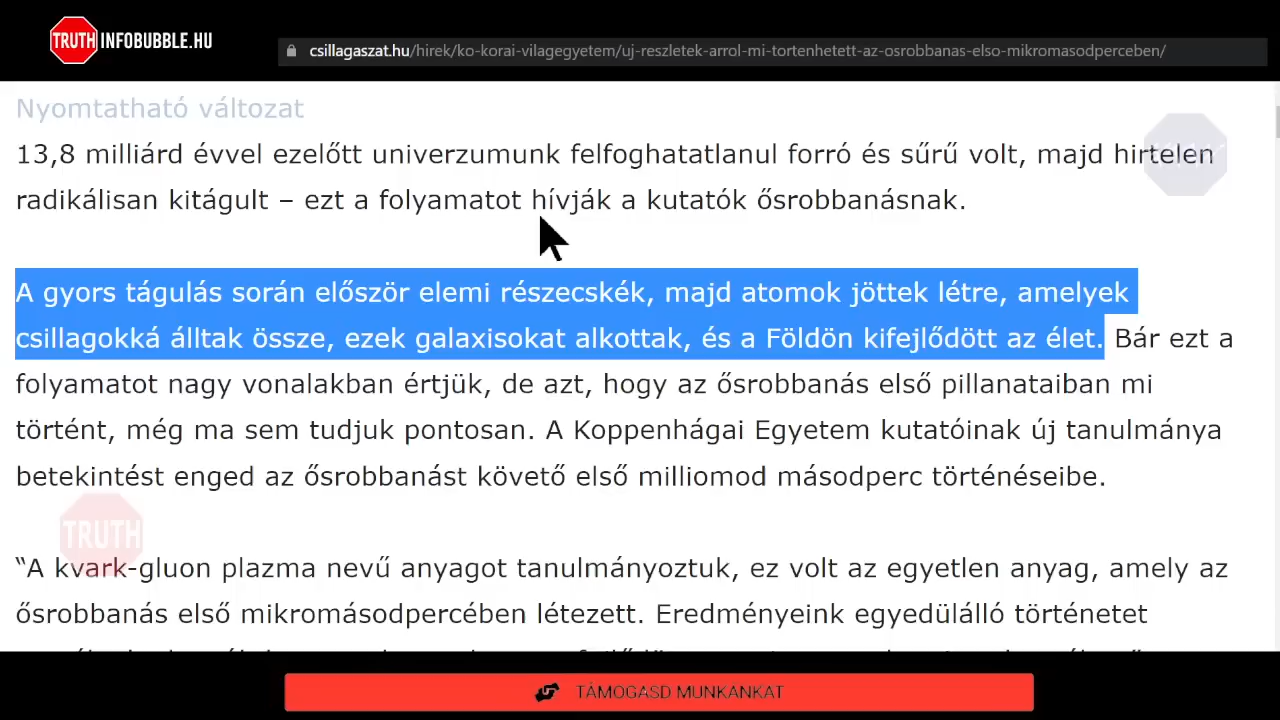 TRUTH INFOBUBBLE.HU
csillagaszat.hu/hirek/ko-korai-vilagegyetem/uj-reszletek-arrol-mi-tortenhetett-az-osrobbanas-elso-mikromasodperceben/
Nyomtatható változat
13,8 milliárd évvel ezelőtt univerzumunk felfoghatatlanul forró és sűrű volt, majd hirtelen
radikálisan kitágult – ezt a folyamatot hívják a kutatók ősrobbanásnak.
A gyors tágulás során először elemi részecskék, majd atomok jöttek létre, amelyek
csillagokká álltak össze, ezek galaxisokat alkottak, és a Földön kifejlődött az élet. Bár ezt a
folyamatot nagy vonalakban értjük, de azt, hogy az ősrobbanás első pillanataiban mi
történt, még ma sem tudjuk pontosan. A Koppenhágai Egyetem kutatóinak új tanulmánya
betekintést enged az ősrobbanást követő első milliomod másodperc történéseibe.
TRUTH
“A kvark-gluon plazma nevű anyagot tanulmányoztuk, ez volt az egyetlen anyag, amely az
ősrobbanás első mikromásodpercében létezett. Eredményeink egyedülálló történetet
TÁMOGASD MUNKÁNKAT